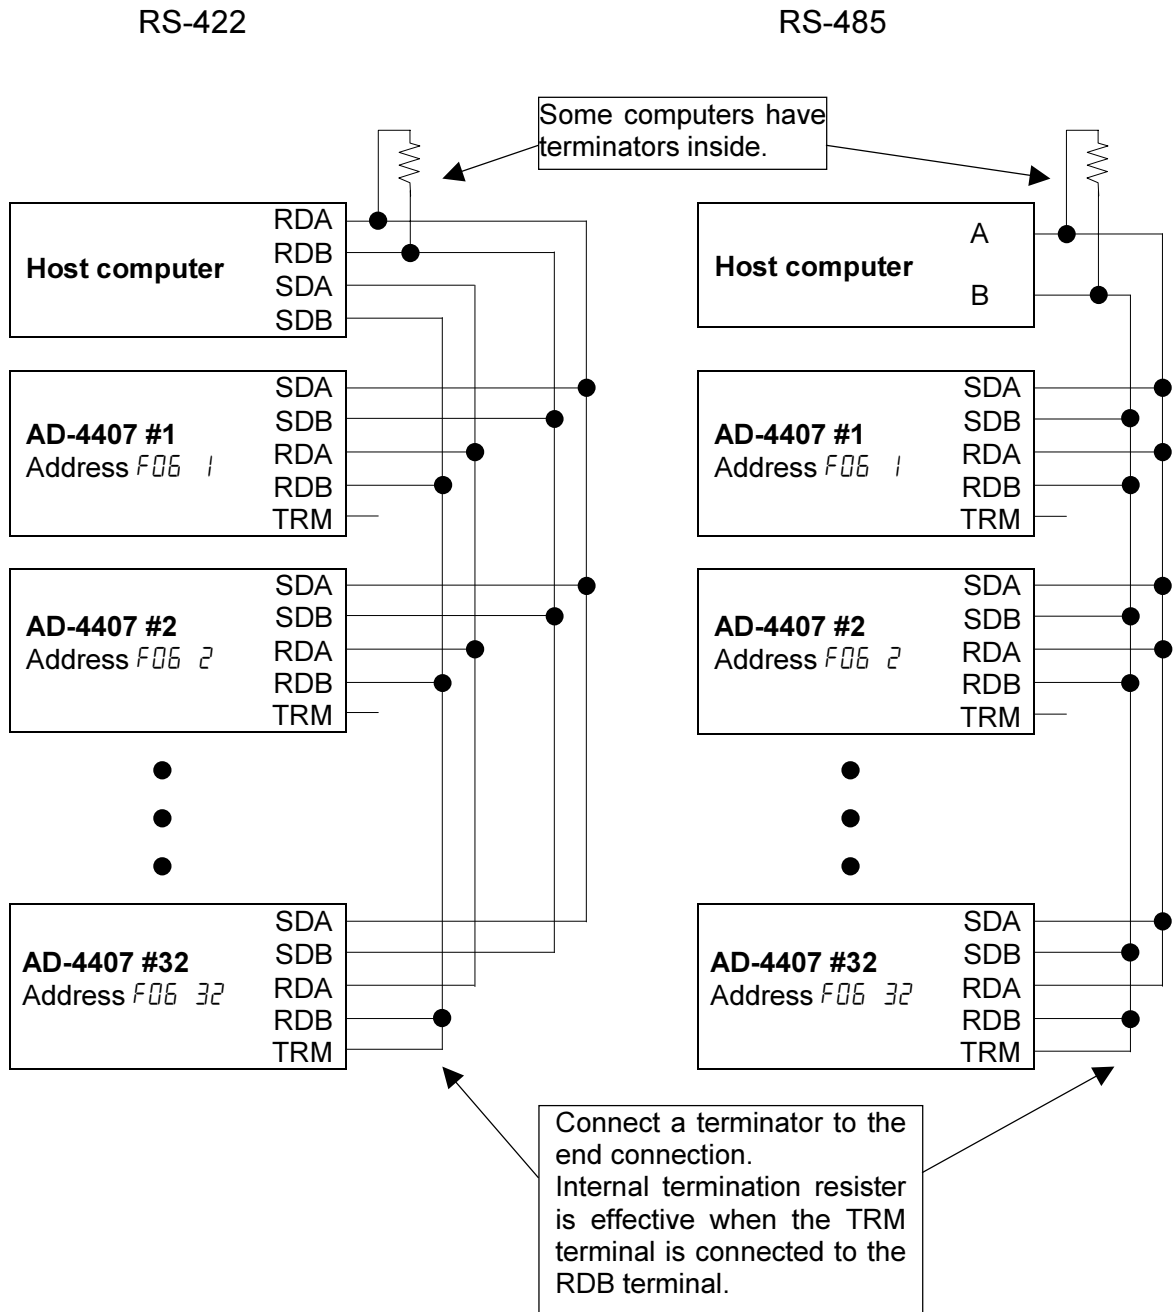 RS-422
RS-485
Some computers have
terminators inside.
Host computer
RDA
RDB
SDA
SDB
Host computer
A
B
AD-4407 #1
Address F06 1
SDA
SDB
RDA
RDB
TRM
AD-4407 #1
Address F06 1
SDA
SDB
RDA
RDB
TRM
AD-4407 #2
Address F06 2
SDA
SDB
RDA
RDB
TRM
AD-4407 #2
Address F06 2
SDA
SDB
RDA
RDB
TRM
AD-4407 #32
Address F06 32
SDA
SDB
RDA
RDB
TRM
AD-4407 #32
Address F06 32
SDA
SDB
RDA
RDB
TRM
Connect a terminator to the
end connection.
Internal termination resister
is effective when the TRM
terminal is connected to the
RDB terminal.